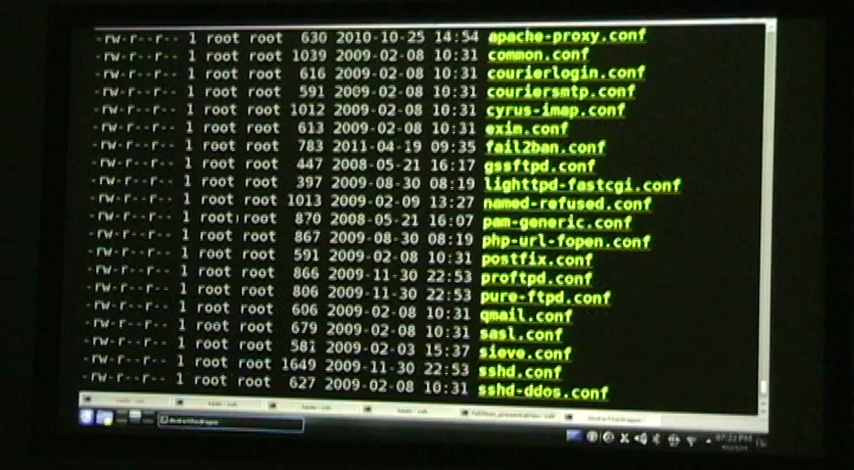 -rw-r--r-- 1 root root 630 2010-10-25 14:54 apache-proxy.conf
-rw-r--r-- 1 root root 1039 2009-02-08 10:31 common.conf
-rw-r--r-- 1 root root 616 2009-02-08 10:31 courierlogin.conf
-rw-r--r-- 1 root root 591 2009-02-08 10:31 couriersmtp.conf
-rw-r--r-- 1 root root 1012 2009-02-08 10:31 cyrus-imap.conf
-rw-r--r-- 1 root root 613 2009-02-08 10:31 exim.conf
-rw-r--r-- 1 root root 783 2011-04-19 09:35 fail2ban.conf
-rw-r--r-- 1 root root 447 2008-05-21 16:17 gssftpd.conf
-rw-r--r-- 1 root root 397 2009-08-30 08:19 lighttpd-fastcgi.conf
-rw-r--r-- 1 root root 1013 2009-02-09 13:27 named-refused.conf
-rw-r--r-- 1 root root 870 2008-05-21 16:07 pam-generic.conf
-rw-r--r-- 1 root root 867 2009-08-30 08:19 php-url-fopen.conf
-rw-r--r-- 1 root root 591 2009-02-08 10:31 postfix.conf
-rw-r--r-- 1 root root 866 2009-11-30 22:53 proftpd.conf
-rw-r--r-- 1 root root 806 2009-11-30 22:53 pure-ftpd.conf
-rw-r--r-- 1 root root 606 2009-02-08 10:31 qmail.conf
-rw-r--r-- 1 root root 679 2009-02-08 10:31 sasl.conf
-rw-r--r-- 1 root root 581 2009-02-03 15:37 sieve.conf
-rw-r--r-- 1 root root 1649 2009-11-30 22:53 sshd.conf
-rw-r--r-- 1 root root 627 2009-02-08 10:31 sshd-ddos.conf
07:22 PM